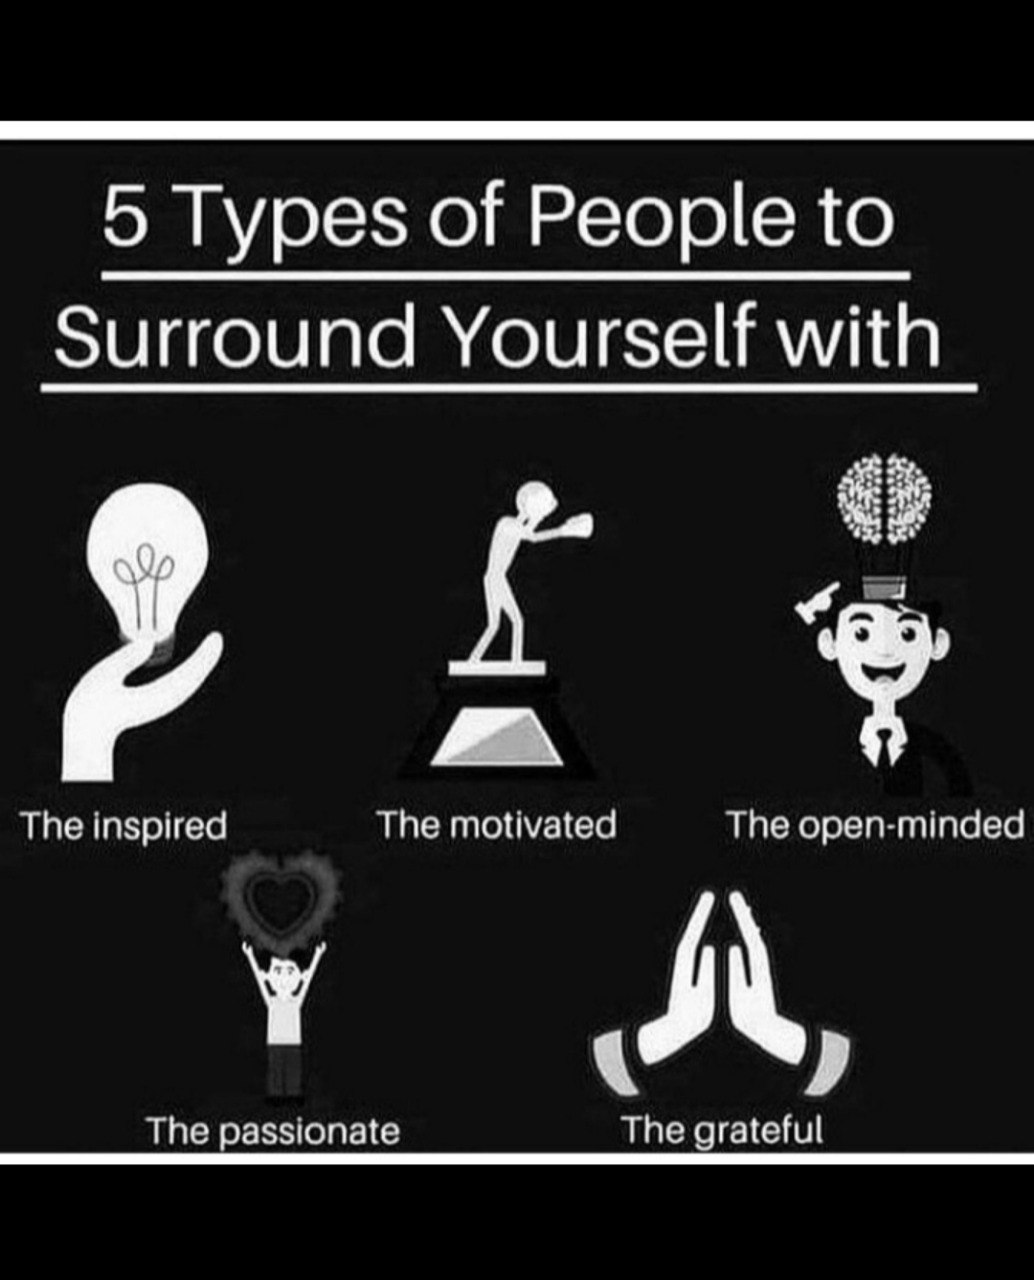 5 Types of People to
Surround Yourself with
The inspired
The motivated
The open-minded
The passionate
The grateful